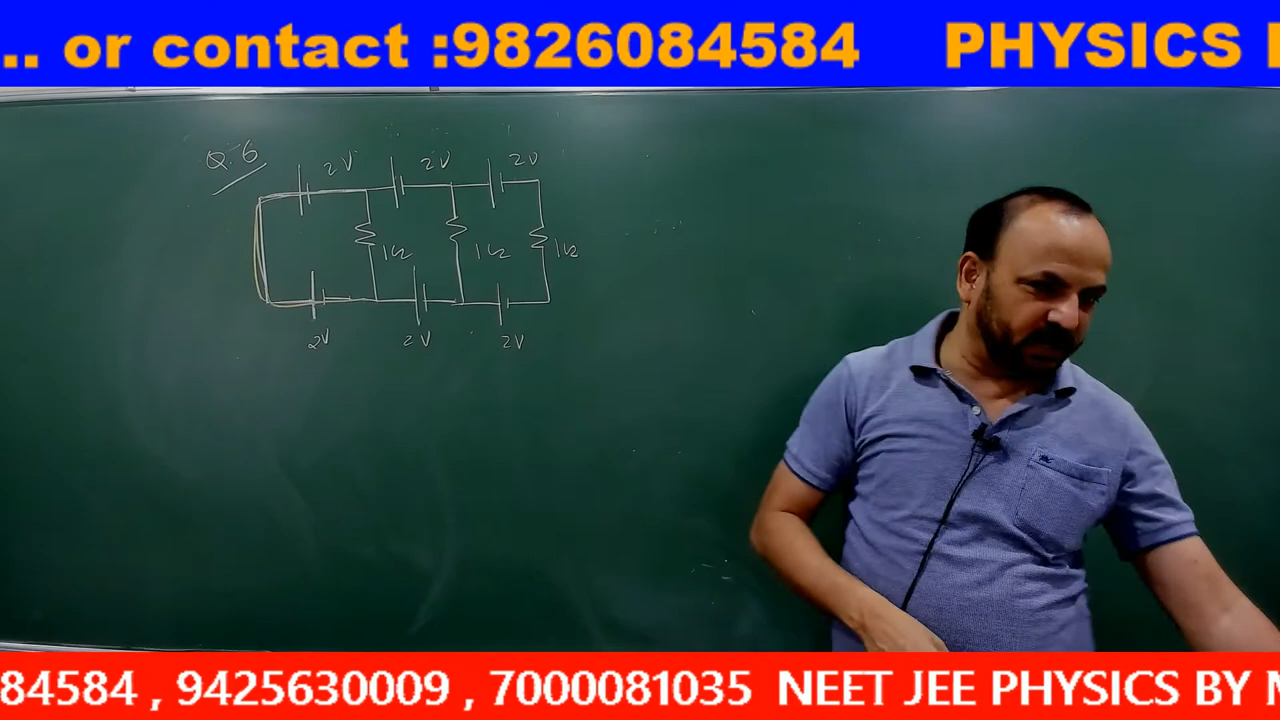 .. or contact :9826084584 PHYSICS
Q.6
2V 2V 2V
1Ω 1Ω 1Ω
2V 2V 2V
84584 , 9425630009 , 7000081035 NEET JEE PHYSICS BY